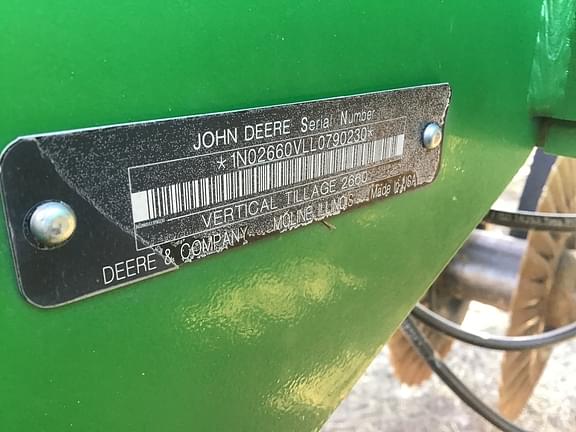 JOHN DEERE Serial Number
*1N02660VLL0790230*
VERTICAL TILLAGE 2660
DEERE & COMPANY MOLINE ILLINOIS Made in USA